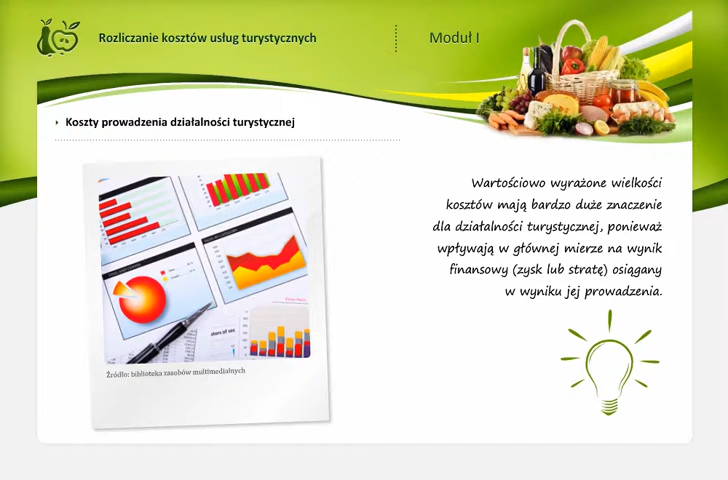 Rozliczanie kosztów usług turystycznych
Moduł I
Koszty prowadzenia działalności turystycznej
Wartościowo wyrażone wielkości
kosztów mają bardzo duże znaczenie
dla działalności turystycznej, ponieważ
wpływają w głównej mierze na wynik
finansowy (zysk lub stratę) osiągany
w wyniku jej prowadzenia.
Źródło: biblioteka zasobów multimedialnych